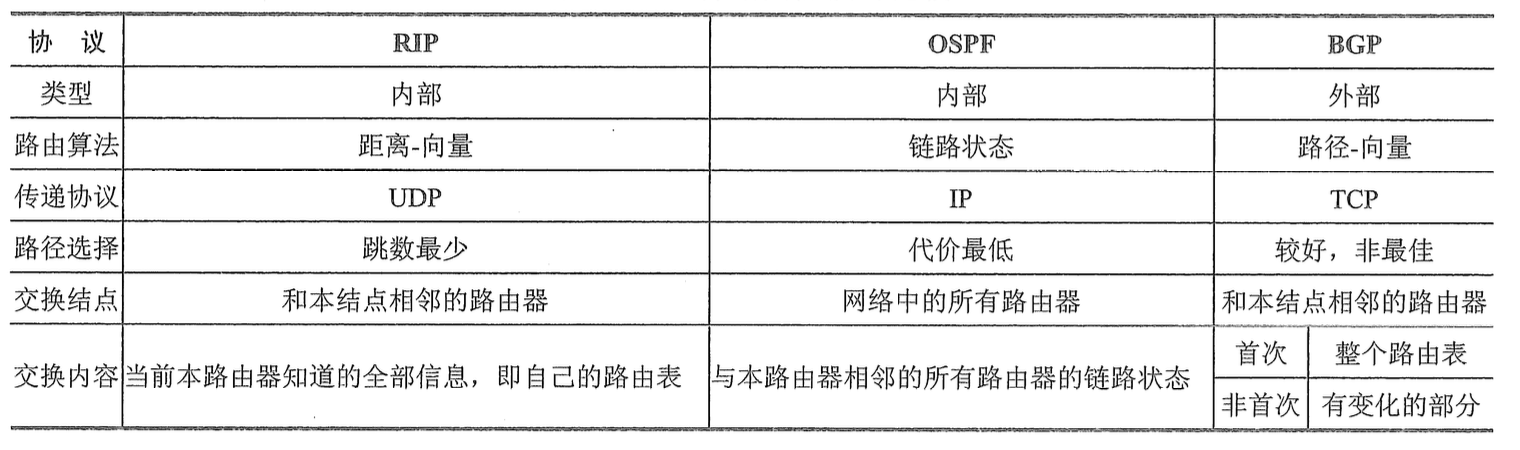 协 议 RIP OSPF BGP
类型 内部 内部 外部
路由算法 距离-向量 链路状态 路径-向量
传递协议 UDP IP TCP
路径选择 跳数最少 代价最低 较好，非最佳
交换结点 和本结点相邻的路由器 网络中的所有路由器 和本结点相邻的路由器
交换内容 当前本路由器知道的全部信息，即自己的路由表 与本路由器相邻的所有路由器的链路状态 首次 整个路由表
非首次 有变化的部分